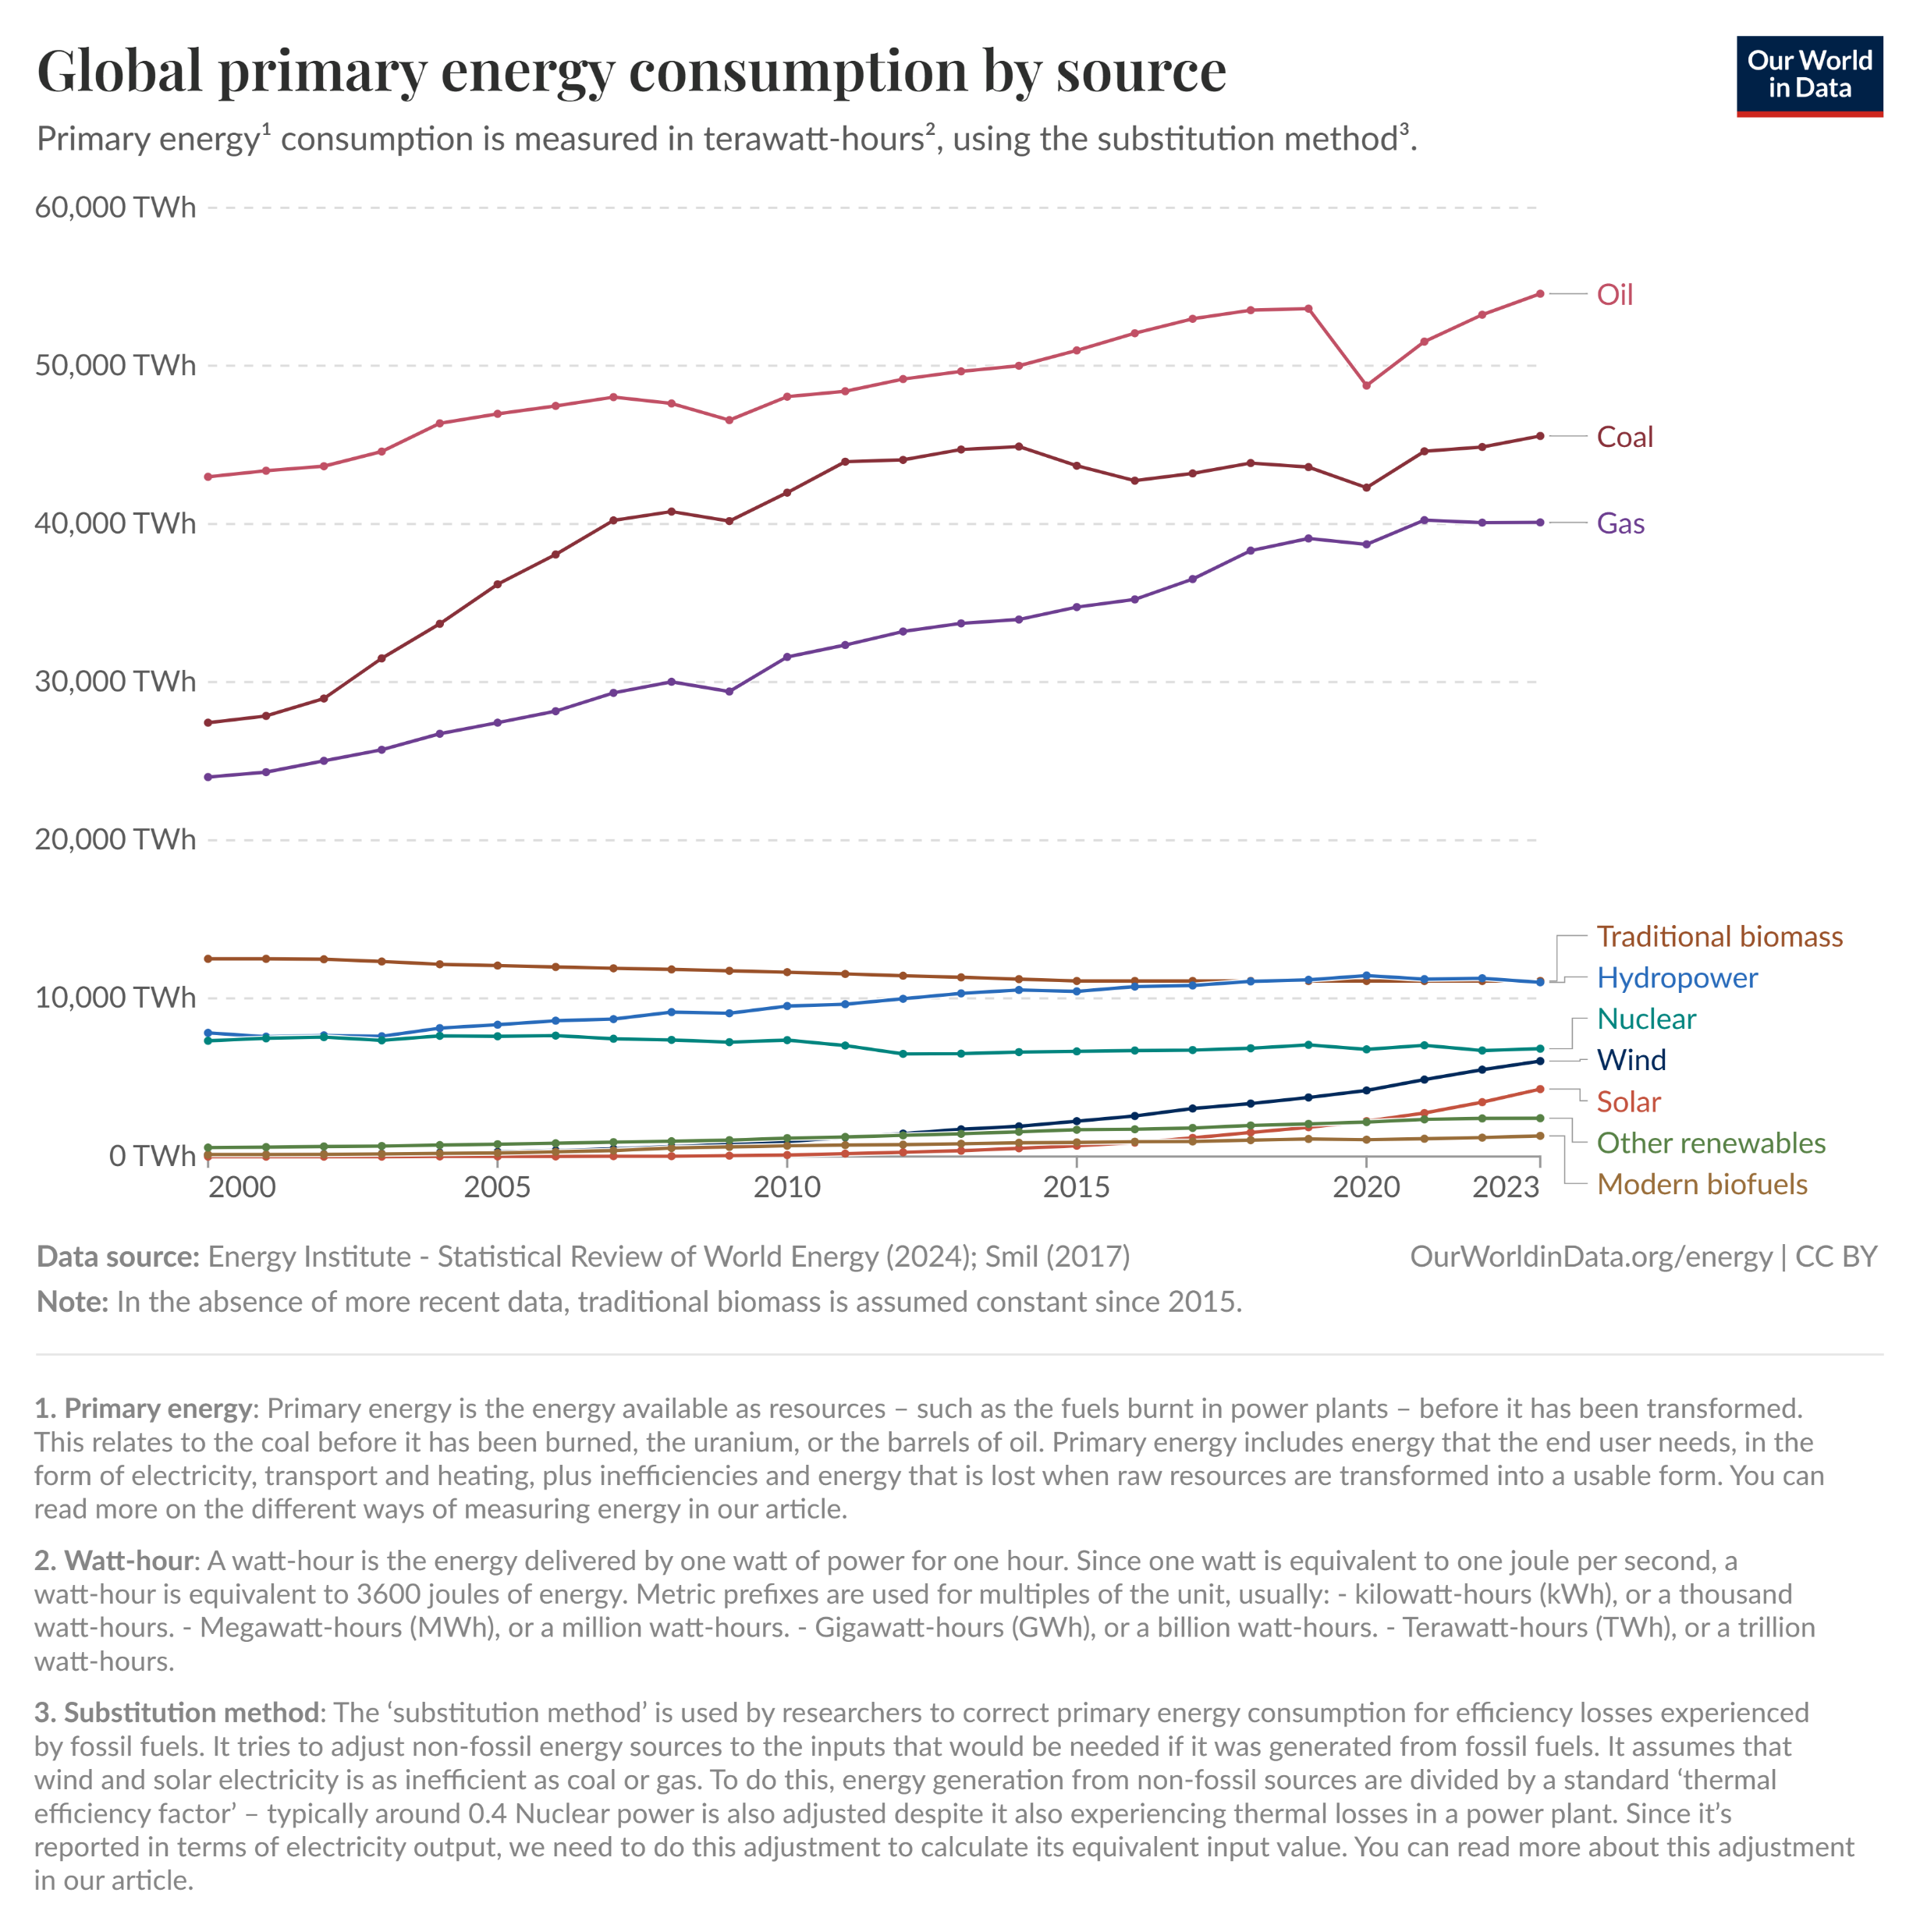 Global primary energy consumption by source
Our World
in Data
Primary energy¹ consumption is measured in terawatt-hours², using the substitution method³.
60,000 TWh
50,000 TWh
40,000 TWh
30,000 TWh
20,000 TWh
10,000 TWh
0 TWh
Oil
Coal
Gas
Traditional biomass
Hydropower
Nuclear
Wind
Solar
Other renewables
Modern biofuels
2000 2005 2010 2015 2020 2023
Data source: Energy Institute - Statistical Review of World Energy (2024); Smil (2017)
OurWorldinData.org/energy | CC BY
Note: In the absence of more recent data, traditional biomass is assumed constant since 2015.
1. Primary energy: Primary energy is the energy available as resources – such as the fuels burnt in power plants – before it has been transformed.
This relates to the coal before it has been burned, the uranium, or the barrels of oil. Primary energy includes energy that the end user needs, in the
form of electricity, transport and heating, plus inefficiencies and energy that is lost when raw resources are transformed into a usable form. You can
read more on the different ways of measuring energy in our article.
2. Watt-hour: A watt-hour is the energy delivered by one watt of power for one hour. Since one watt is equivalent to one joule per second, a
watt-hour is equivalent to 3600 joules of energy. Metric prefixes are used for multiples of the unit, usually: - kilowatt-hours (kWh), or a thousand
watt-hours. - Megawatt-hours (MWh), or a million watt-hours. - Gigawatt-hours (GWh), or a billion watt-hours. - Terawatt-hours (TWh), or a trillion
watt-hours.
3. Substitution method: The ‘substitution method’ is used by researchers to correct primary energy consumption for efficiency losses experienced
by fossil fuels. It tries to adjust non-fossil energy sources to the inputs that would be needed if it was generated from fossil fuels. It assumes that
wind and solar electricity is as inefficient as coal or gas. To do this, energy generation from non-fossil sources are divided by a standard ‘thermal
efficiency factor’ – typically around 0.4 Nuclear power is also adjusted despite it also experiencing thermal losses in a power plant. Since it’s
reported in terms of electricity output, we need to do this adjustment to calculate its equivalent input value. You can read more about this adjustment
in our article.